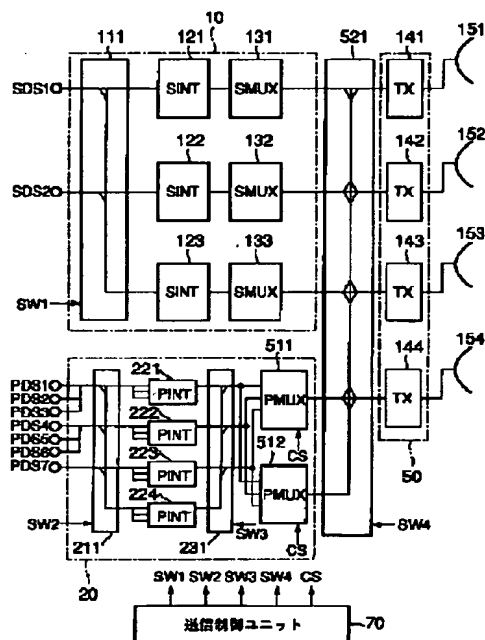 111 121 10 131 521 141 151
SDS1 SINT SMUX TX
122 132 142 152
SDS2 SINT SMUX TX
123 133 143 153
SINT SMUX TX
SW1
511 144 154
PDS1 221 PINT PMUX TX
PDS2
PDS3 222
PDS4 PINT CS
PDS5 512 50
PDS6 223
PDS7 PINT PMUX
224
PINT
SW2 SW3 SW4
211 231 CS
20
SW1 SW2 SW3 SW4 CS
送信制御ユニット 70